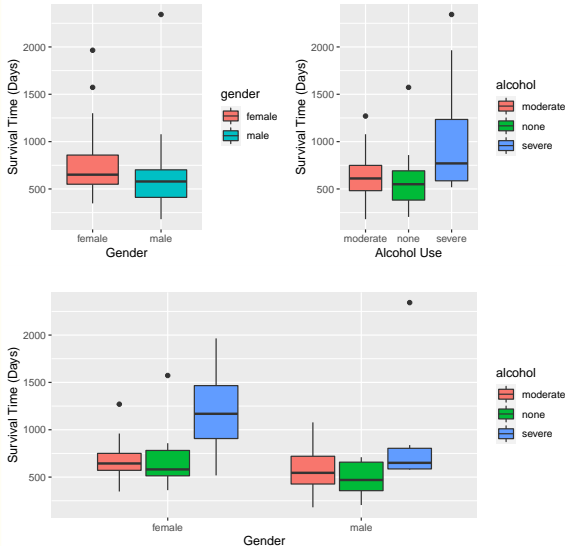 Survival Time (Days)
2000
1500
1000
500
female
male
Gender
gender
female
male
Survival Time (Days)
2000
1500
1000
500
moderate
none
severe
Alcohol Use
alcohol
moderate
none
severe
Survival Time (Days)
2000
1500
1000
500
female
male
Gender
alcohol
moderate
none
severe